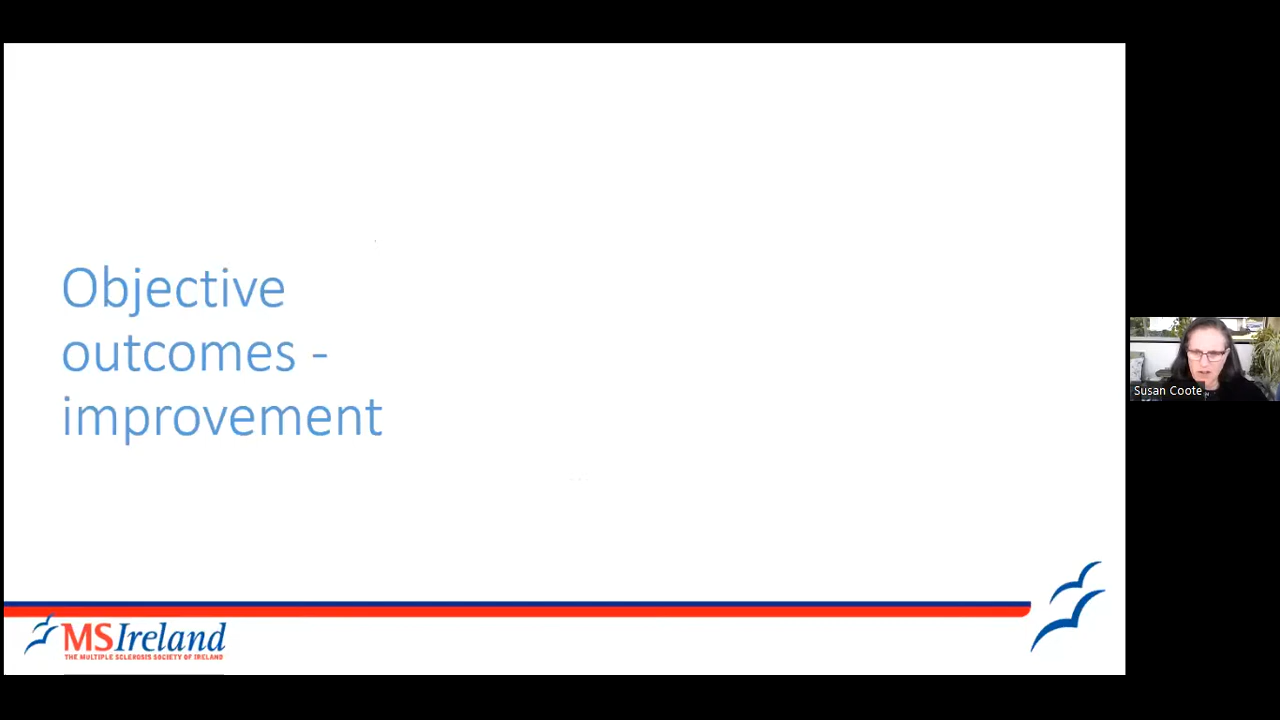 Objective
outcomes -
improvement
Susan Coote
MSIreland
THE MULTIPLE SCLEROSIS SOCIETY OF IRELAND